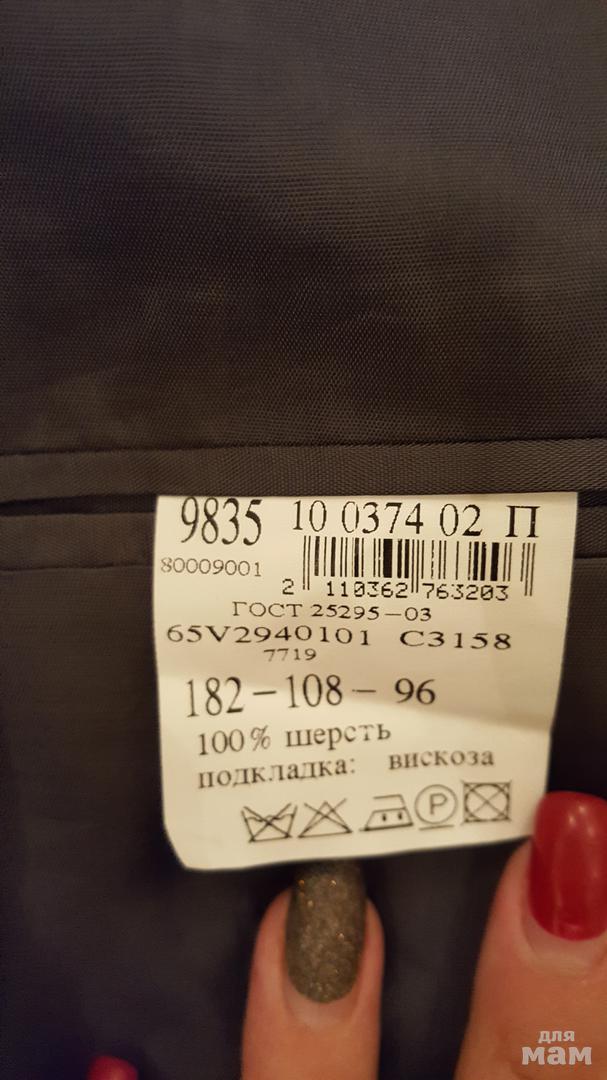 9835 10 0374 02 П
80009001
2 110362 763203
ГОСТ 25295-03
65V2940101 С3158
7719
182-108-96
100% шерсть
подкладка: вискоза
P
для
мам